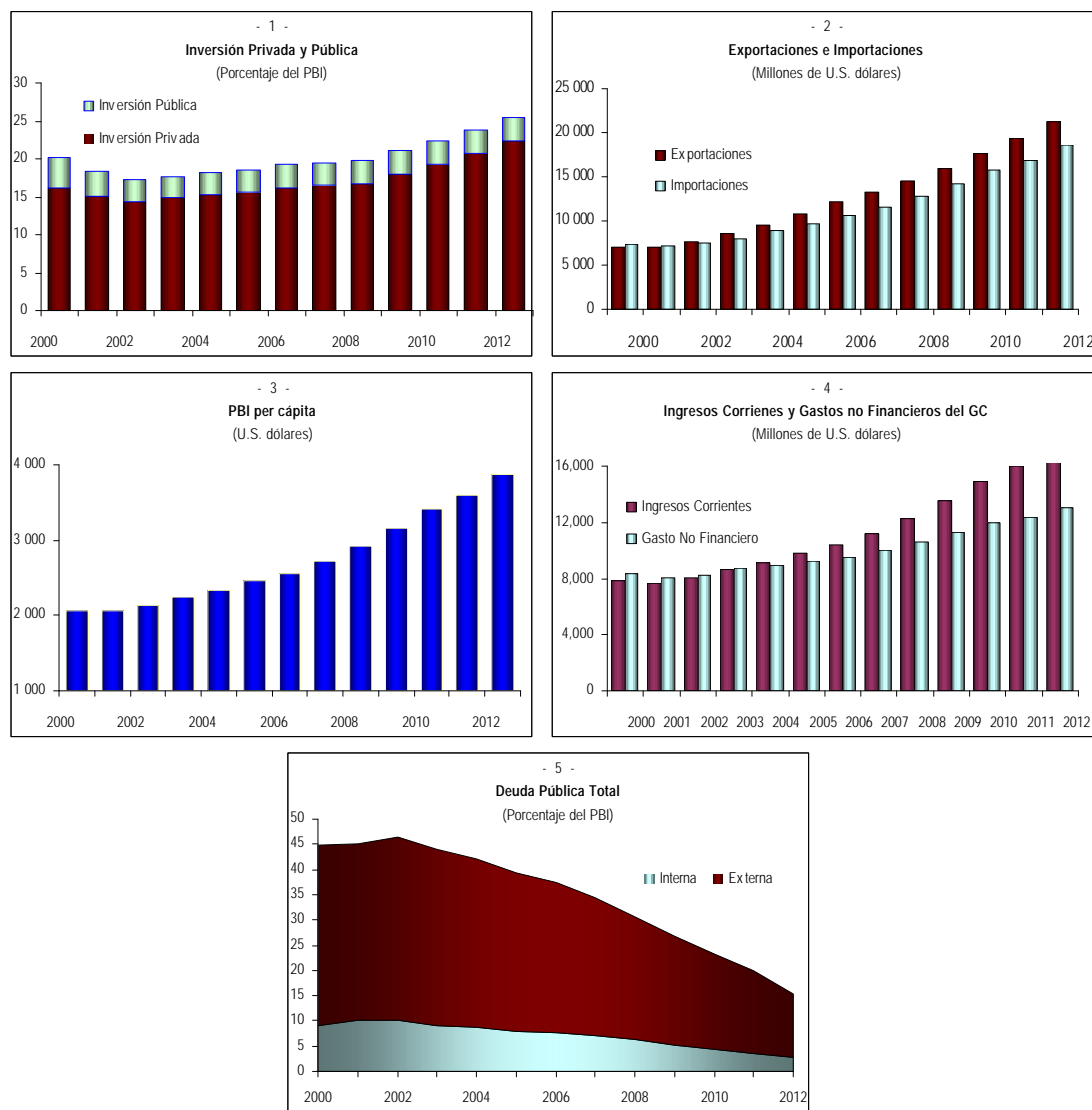 - 1 -
Inversión Privada y Pública
(Porcentaje del PBI)
30
25
20
15
10
5
0
Inversión Pública
Inversión Privada
2000 2002 2004 2006 2008 2010 2012
- 2 -
Exportaciones e Importaciones
(Millones de U.S. dólares)
25 000
20 000
15 000
10 000
5 000
0
Exportaciones
Importaciones
2000 2002 2004 2006 2008 2010 2012
- 3 -
PBI per cápita
(U.S. dólares)
4 000
3 000
2 000
1 000
2000 2002 2004 2006 2008 2010 2012
- 4 -
Ingresos Corrienes y Gastos no Financieros del GC
(Millones de U.S. dólares)
16,000
12,000
8,000
4,000
0
Ingresos Corrientes
Gasto No Financiero
2000 2001 2002 2003 2004 2005 2006 2007 2008 2009 2010 2011 2012
- 5 -
Deuda Pública Total
(Porcentaje del PBI)
50
45
40
35
30
25
20
15
10
5
0
Interna Externa
2000 2002 2004 2006 2008 2010 2012